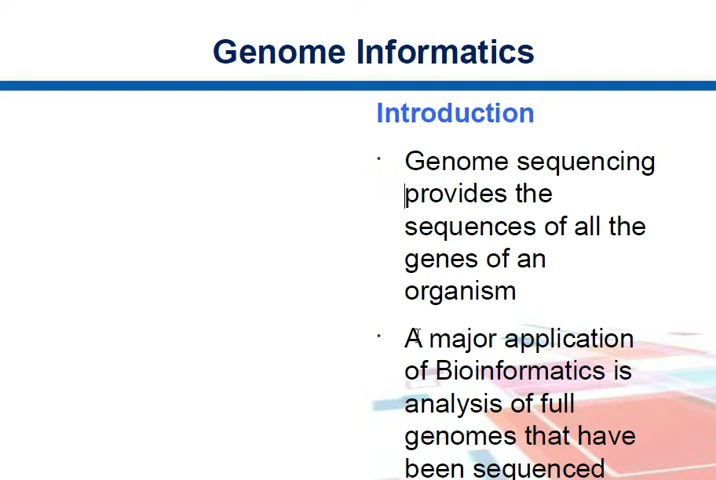 Genome Informatics
Introduction
· Genome sequencing
provides the
sequences of all the
genes of an
organism
· A major application
of Bioinformatics is
analysis of full
genomes that have
been sequenced